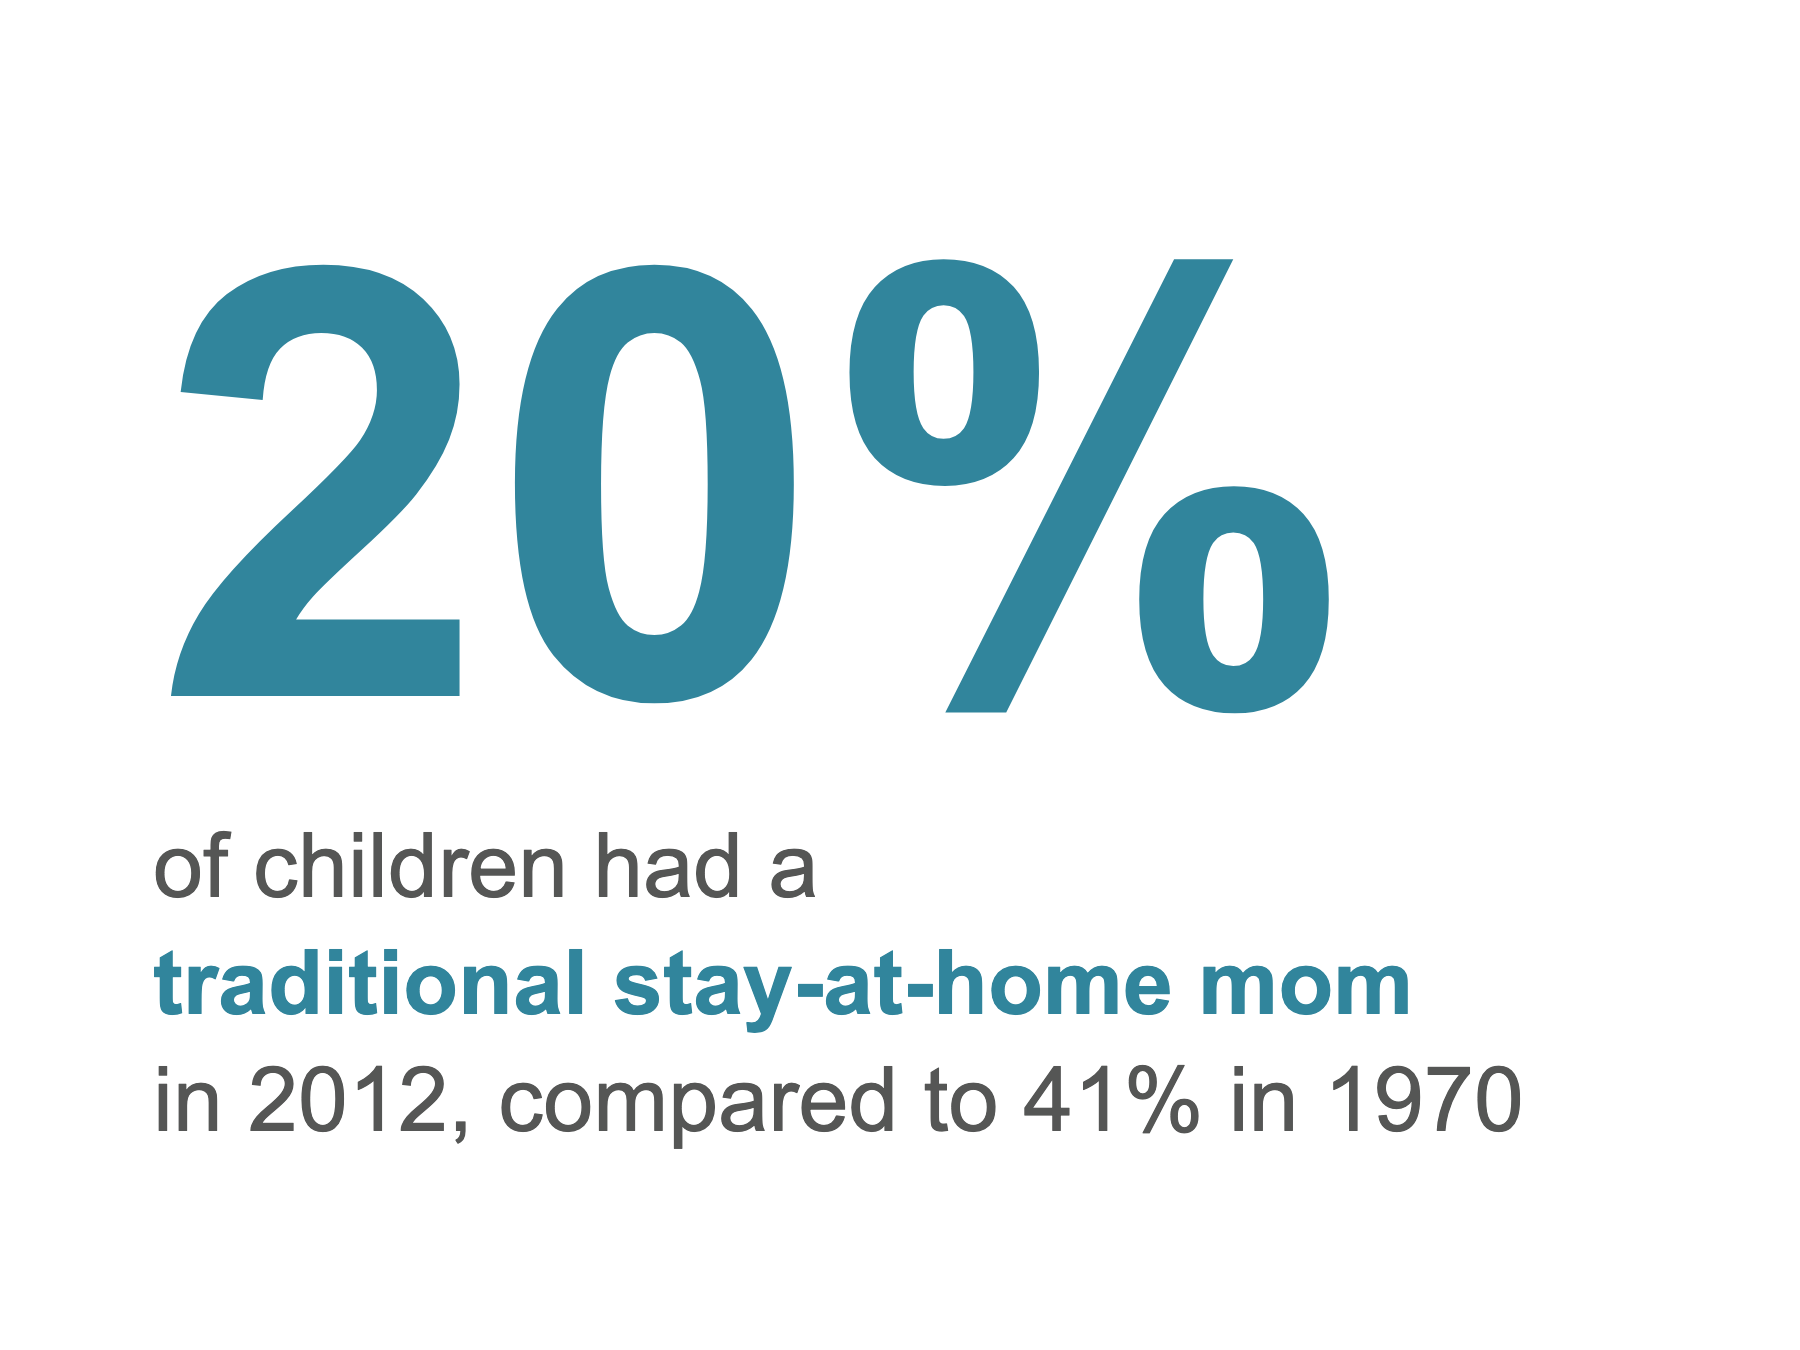 20%
of children had a
traditional stay-at-home mom
in 2012, compared to 41% in 1970